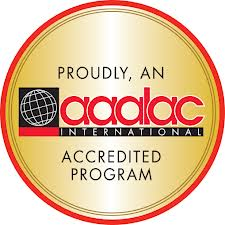 PROUDLY, AN
aaalac
INTERNATIONAL
ACCREDITED
PROGRAM